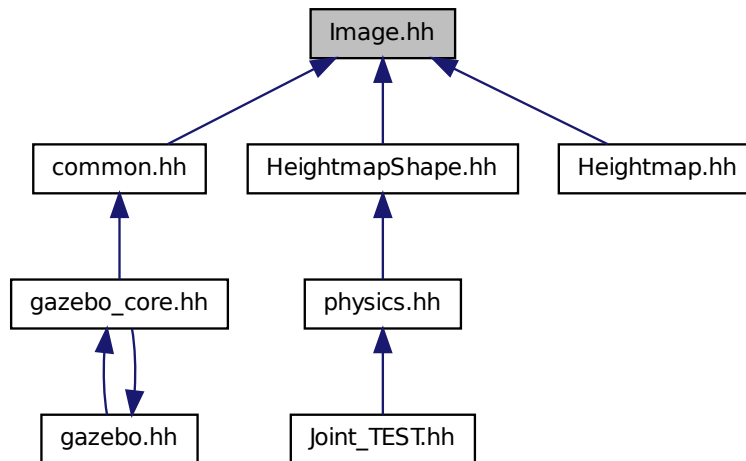 Image.hh
common.hh
HeightmapShape.hh
Heightmap.hh
gazebo_core.hh
physics.hh
gazebo.hh
Joint_TEST.hh